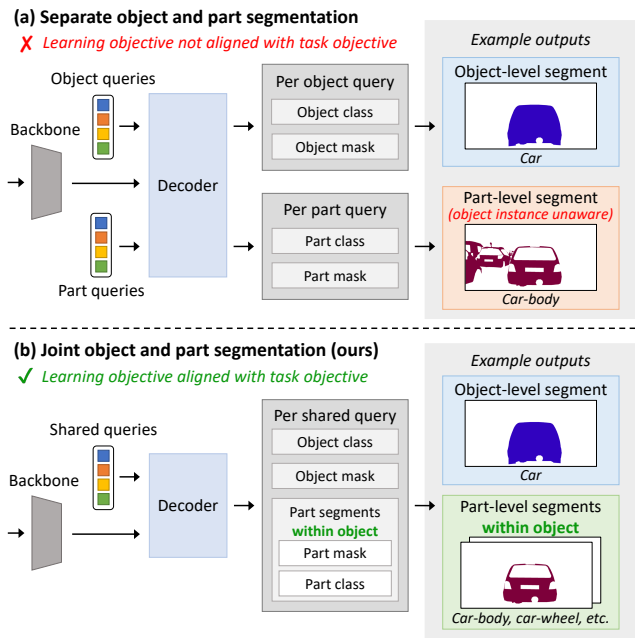 (a) Separate object and part segmentation
✗ Learning objective not aligned with task objective
Object queries
Backbone
Decoder
Part queries
Per object query
Object class
Object mask
Per part query
Part class
Part mask
Example outputs
Object-level segment
Car
Part-level segment
(object instance unaware)
Car-body
(b) Joint object and part segmentation (ours)
✓ Learning objective aligned with task objective
Shared queries
Backbone
Decoder
Per shared query
Object class
Object mask
Part segments
within object
Part mask
Part class
Example outputs
Object-level segment
Car
Part-level segments
within object
Car-body, car-wheel, etc.